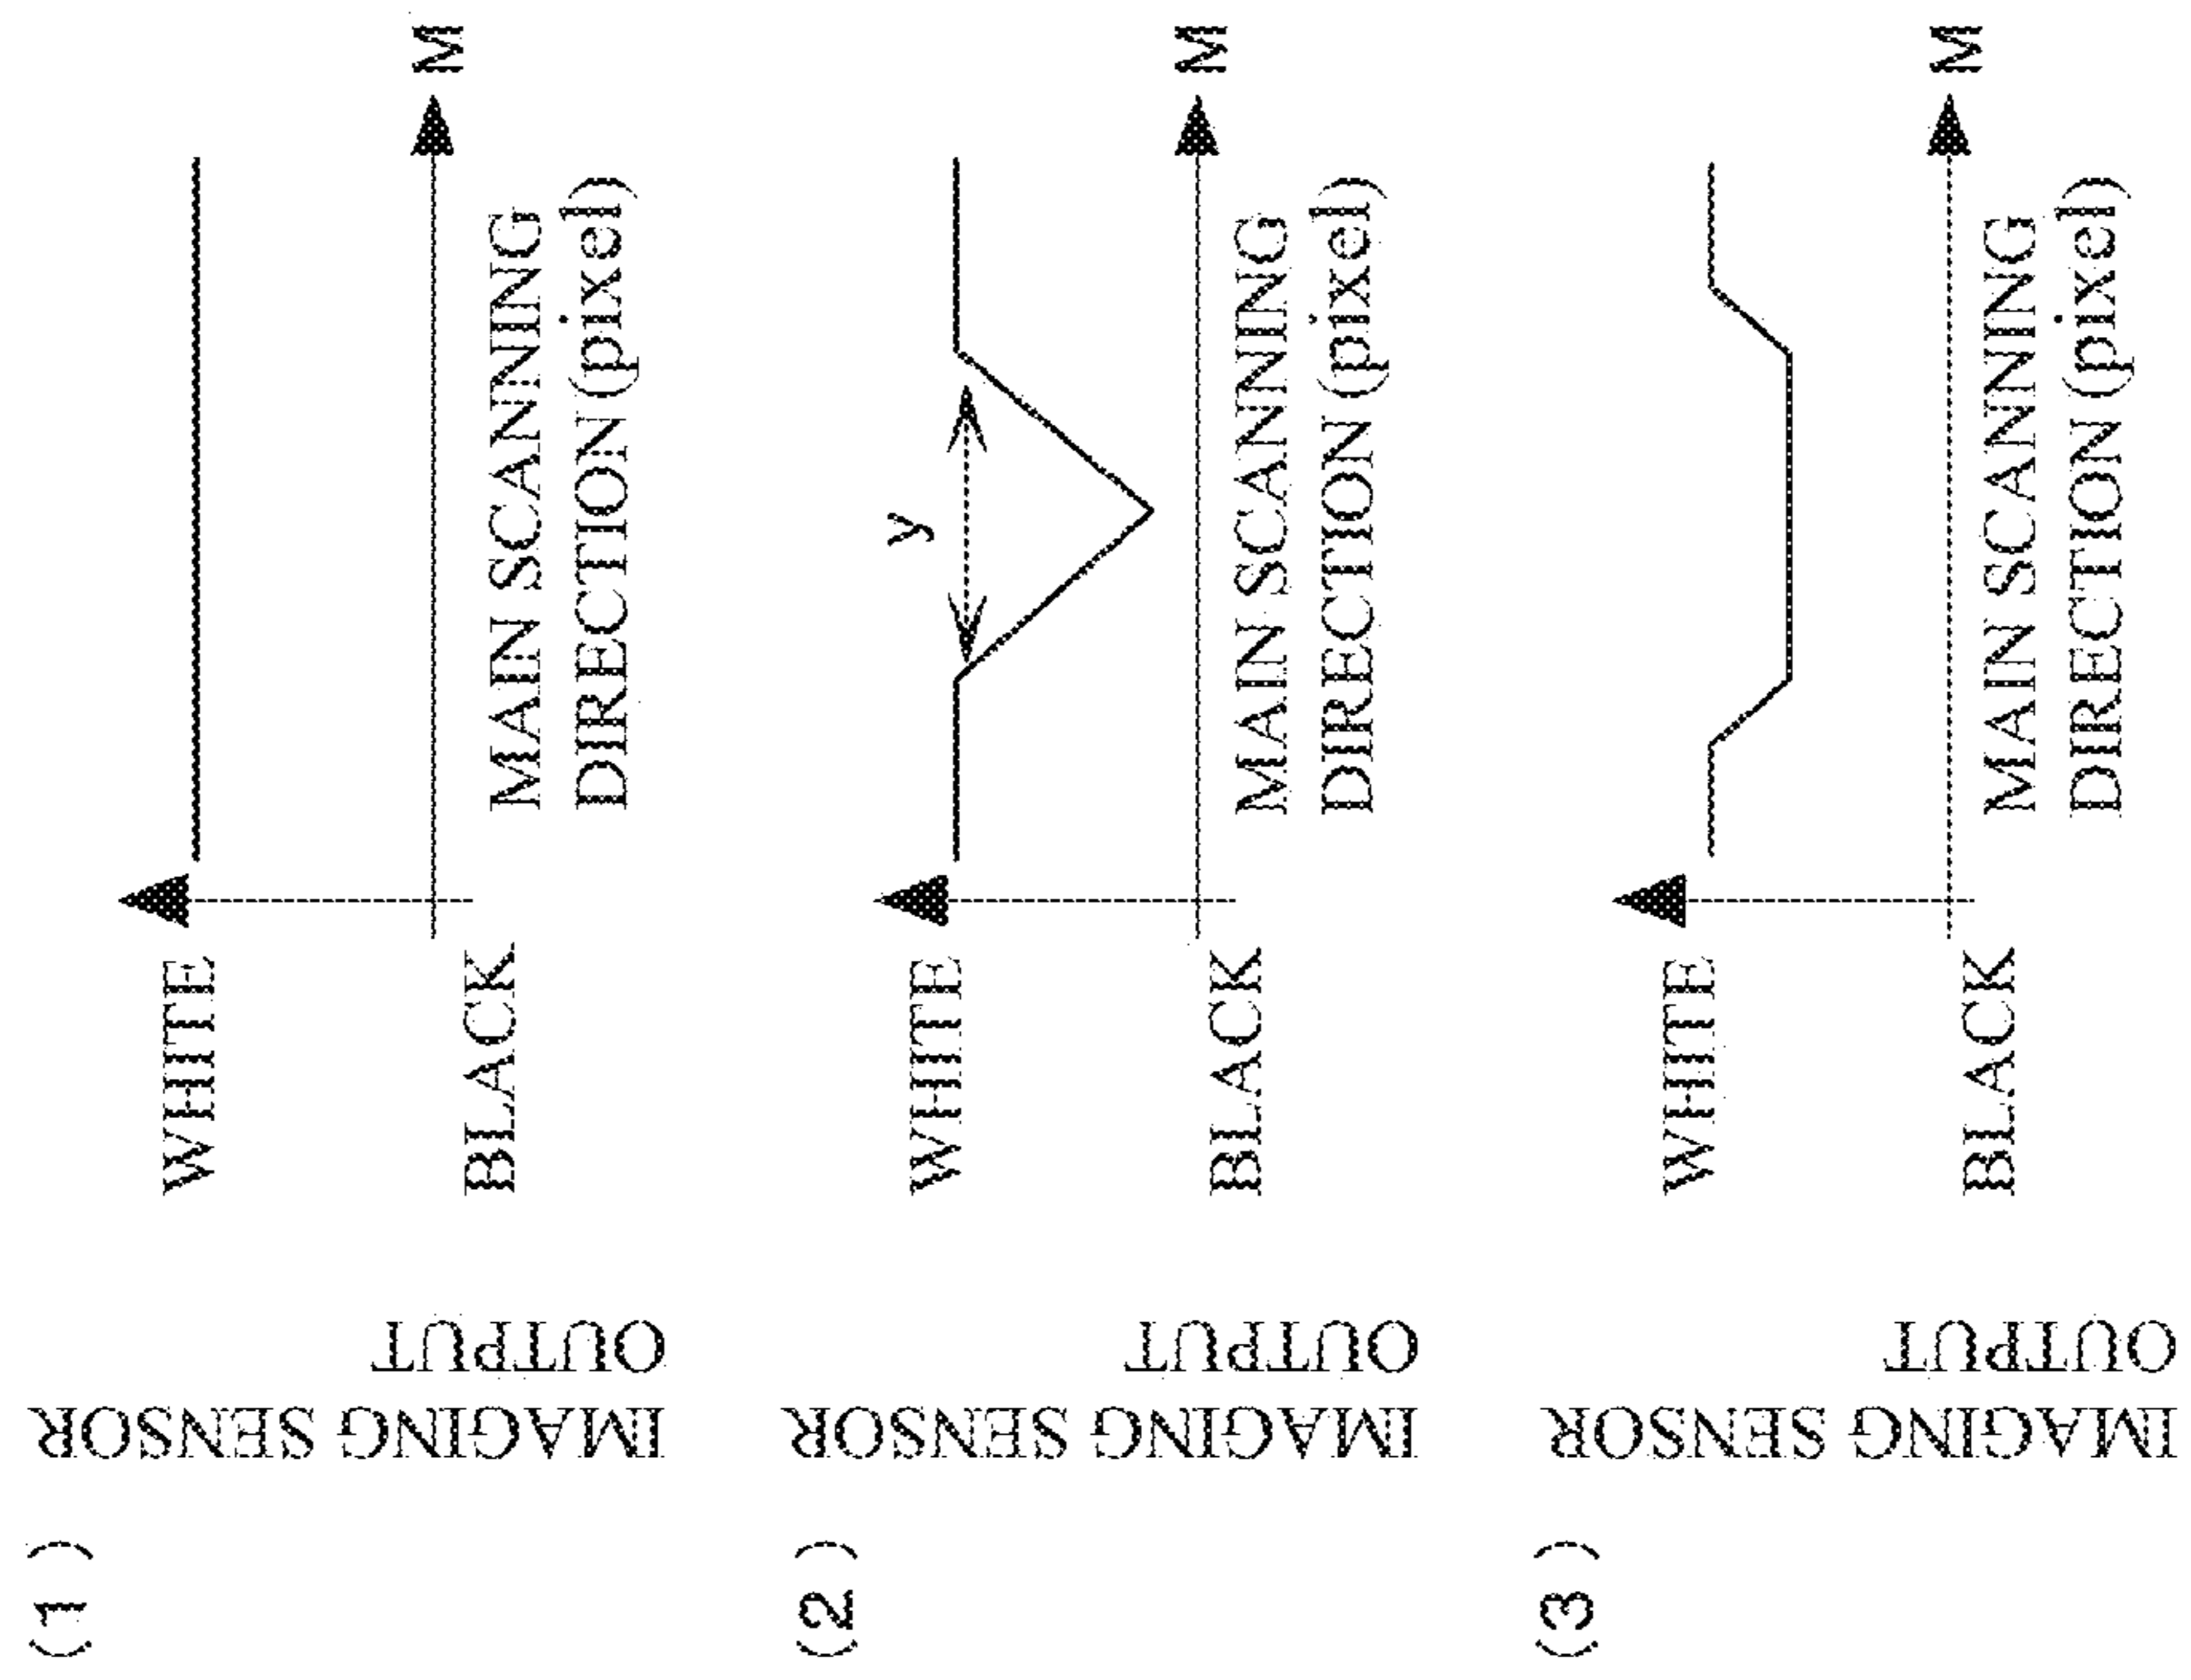 (1)
IMAGING SENSOR
OUTPUT
WHITE
BLACK
MAIN SCANNING
DIRECTION (pixel)
M
(2)
IMAGING SENSOR
OUTPUT
WHITE
BLACK
y
MAIN SCANNING
DIRECTION (pixel)
M
(3)
IMAGING SENSOR
OUTPUT
WHITE
BLACK
MAIN SCANNING
DIRECTION (pixel)
M